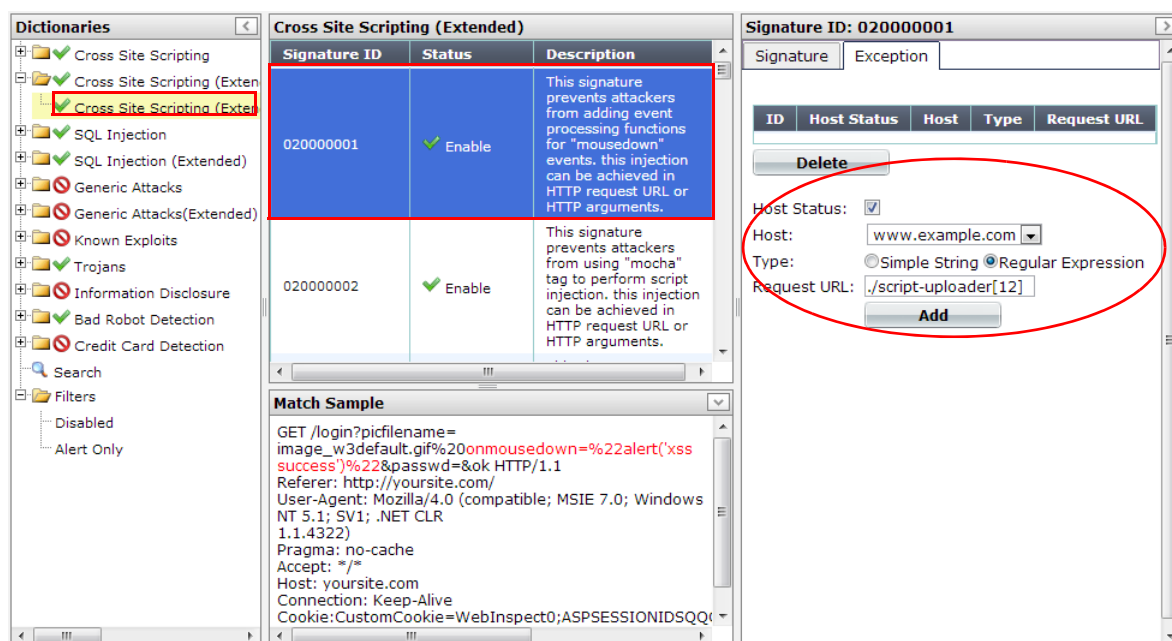 Dictionaries
Cross Site Scripting
Cross Site Scripting (Exten
Cross Site Scripting (Exten
SQL Injection
SQL Injection (Extended)
Generic Attacks
Generic Attacks(Extended)
Known Exploits
Trojans
Information Disclosure
Bad Robot Detection
Credit Card Detection
Search
Filters
Disabled
Alert Only
Cross Site Scripting (Extended)
Signature ID Status Description
020000001 Enable
This signature
prevents attackers
from adding event
processing functions
for "mousedown"
events. this injection
can be achieved in
HTTP request URL or
HTTP arguments.
020000002 Enable
This signature
prevents attackers
from using "mocha"
tag to perform script
injection. this injection
can be achieved in
HTTP request URL or
HTTP arguments.
Match Sample
GET /login?picfilename=
image_w3default.gif%20onmousedown=%22alert('xss
success')%22&passwd=&ok HTTP/1.1
Referer: http://yoursite.com/
User-Agent: Mozilla/4.0 (compatible; MSIE 7.0; Windows
NT 5.1; SV1; .NET CLR
1.1.4322)
Pragma: no-cache
Accept: */*
Host: yoursite.com
Connection: Keep-Alive
Cookie:CustomCookie=WebInspect0;ASPSESSIONIDSQQ
Signature ID: 020000001
Signature Exception
ID Host Status Host Type Request URL
Delete
Host Status:
Host: www.example.com
Type: Simple String Regular Expression
Request URL: ./script-uploader[12]
Add